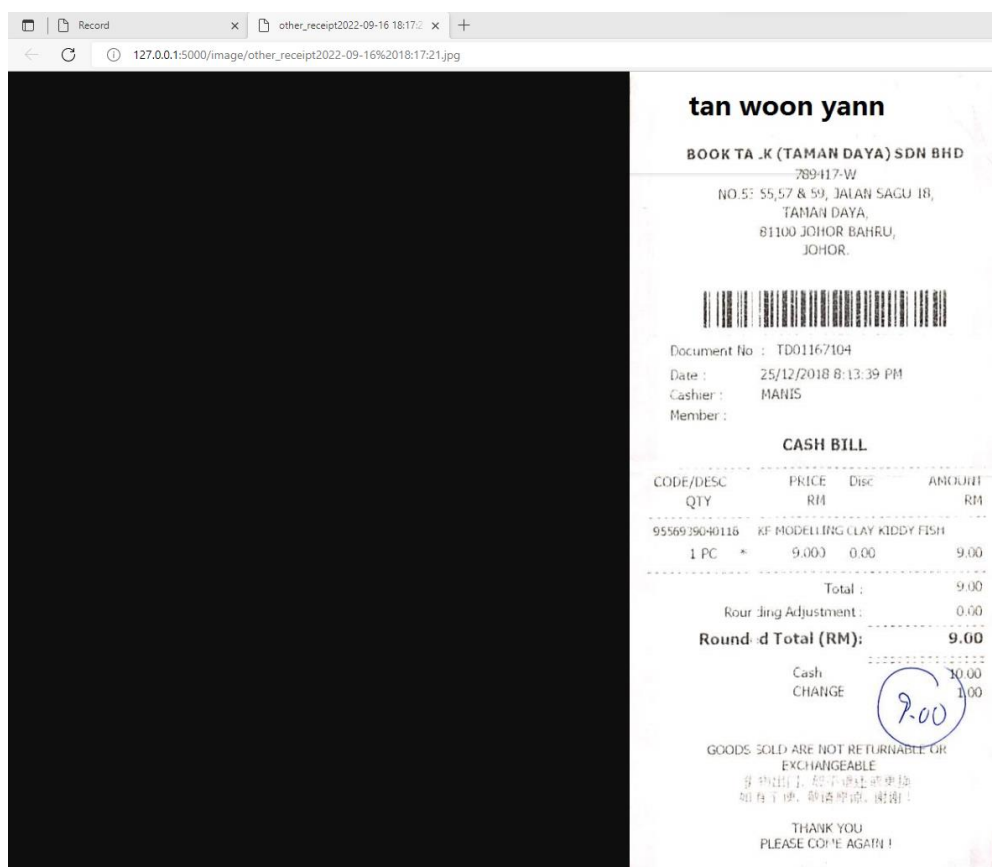 Record
other_receipt2022-09-16 18:17:2
127.0.0.1:5000/image/other_receipt2022-09-16%2018:17:21.jpg
tan woon yann
BOOK TA .K (TAMAN DAYA) SDN BHD
789417-W
NO.53 55,57 & 59, JALAN SAGU 18,
TAMAN DAYA,
81100 JOHOR BAHRU,
JOHOR.
Document No : TD01167104
Date : 25/12/2018 8:13:39 PM
Cashier : MANIS
Member :
CASH BILL
CODE/DESC PRICE Disc AMOUNT
QTY RM RM
9556939040116 KF MODELLING CLAY KIDDY FISH
1 PC * 9.000 0.00 9.00
Total : 9.00
Rounding Adjustment : 0.00
Rounded Total (RM): 9.00
Cash 10.00
CHANGE 1.00
9.00
GOODS SOLD ARE NOT RETURNABLE OR
EXCHANGEABLE
THANK YOU
PLEASE COME AGAIN !